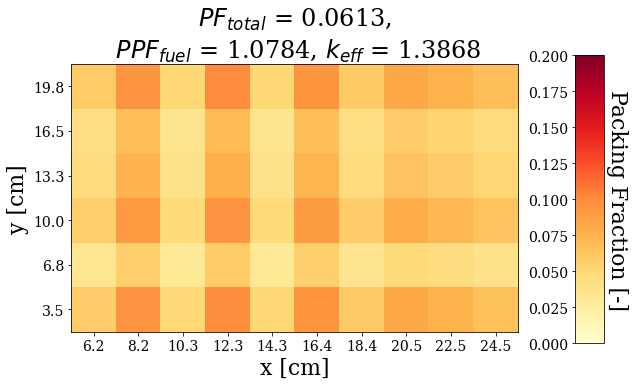 PF_total = 0.0613,
PPF_fuel = 1.0784, k_eff = 1.3868
19.8
16.5
13.3
10.0
6.8
3.5
y [cm]
6.2 8.2 10.3 12.3 14.3 16.4 18.4 20.5 22.5 24.5
x [cm]
0.200
0.175
0.150
0.125
0.100
0.075
0.050
0.025
0.000
Packing Fraction [-]